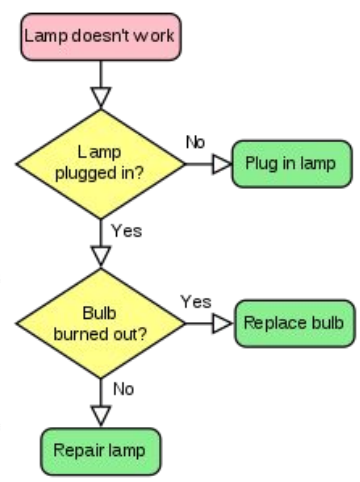 Lamp doesn't work
Lamp
plugged in?
No
Plug in lamp
Yes
Bulb
burned out?
Yes
Replace bulb
No
Repair lamp